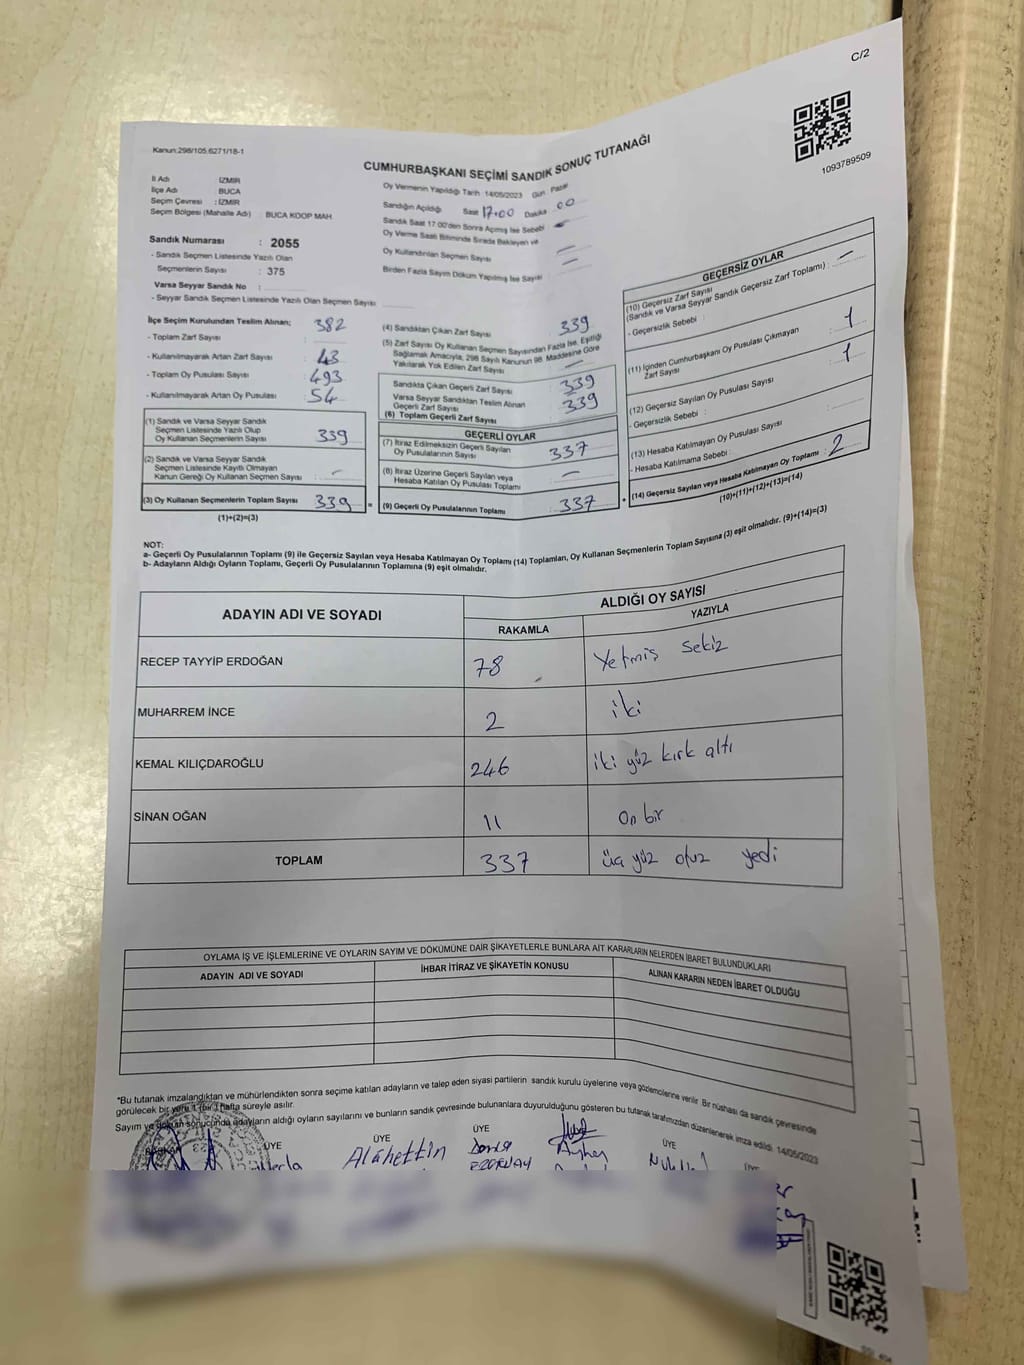 C/2
1093789509
Kanun:298/105;6271/18-1
CUMHURBAŞKANI SEÇİMİ SANDIK SONUÇ TUTANAĞI
İl Adı : İZMİR
İlçe Adı : BUCA
Seçim Çevresi : İZMİR
Seçim Bölgesi (Mahalle Adı) : BUCA KOOP MAH.
Sandık Numarası : 2055
- Sandık Seçmen Listesinde Yazılı Olan
Seçmenlerin Sayısı : 375
Varsa Seyyar Sandık No :
- Seyyar Sandık Seçmen Listesinde Yazılı Olan Seçmen Sayısı
Oy Vermenin Yapıldığı Tarih 14/05/2023 Gün Pazar
Sandığın Açıldığı Saat 17:00 Dakika 00
Sandık Saat 17:00'den Sonra Açmış İse Sebebi
Oy Verme Saati Bitiminde Sırada Bekleyen ve
Oy Kullandırılan Seçmen Sayısı
Birden Fazla Sayım Döküm Yapılmış İse Sayısı
İlçe Seçim Kurulundan Teslim Alınan;
- Toplam Zarf Sayısı : 382
- Kullanılmayarak Artan Zarf Sayısı : 43
- Toplam Oy Pusulası Sayısı : 493
- Kullanılmayarak Artan Oy Pusulası : 54
(1) Sandık ve Varsa Seyyar Sandık
Seçmen Listesinde Yazılı Olup
Oy Kullanan Seçmenlerin Sayısı : 339
(2) Sandık ve Varsa Seyyar Sandık
Seçmen Listesinde Kayıtlı Olmayan
Kanun Gereği Oy Kullanan Seçmen Sayısı : -
(3) Oy Kullanan Seçmenlerin Toplam Sayısı 339 =
(1)+(2)=(3)
(4) Sandıktan Çıkan Zarf Sayısı 339
(5) Zarf Sayısı Oy Kullanan Seçmen Sayısından Fazla İse, Eşitliği
Sağlamak Amacıyla, 298 Sayılı Kanunun 98. Maddesine Göre
Yakılarak Yok Edilen Zarf Sayısı -
Sandıkta Çıkan Geçerli Zarf Sayısı 339
Varsa Seyyar Sandıktan Teslim Alınan
Geçerli Zarf Sayısı
(6) Toplam Geçerli Zarf Sayısı 339
GEÇERLİ OYLAR
(7) İtiraz Edilmeksizin Geçerli Sayılan
Oy Pusulalarının Sayısı 337
(8) İtiraz Üzerine Geçerli Sayılan veya
Hesaba Katılan Oy Pusulası Toplamı -
(9) Geçerli Oy Pusulalarının Toplamı 337 +
GEÇERSİZ OYLAR
(10) Geçersiz Zarf Sayısı
(Sandık ve Varsa Seyyar Sandık Geçersiz Zarf Toplamı) : -
- Geçersizlik Sebebi :
(11) İçinden Cumhurbaşkanı Oy Pusulası Çıkmayan
Zarf Sayısı 1
(12) Geçersiz Sayılan Oy Pusulası Sayısı 1
- Geçersizlik Sebebi :
(13) Hesaba Katılmayan Oy Pusulası Sayısı
- Hesaba Katılmama Sebebi :
(14) Geçersiz Sayılan veya Hesaba Katılmayan Oy Toplamı : 2
(10)+(11)+(12)+(13)=(14)
NOT:
a- Geçerli Oy Pusulalarının Toplamı (9) ile Geçersiz Sayılan veya Hesaba Katılmayan Oy Toplamı (14) Toplamları, Oy Kullanan Seçmenlerin Toplam Sayısına (3) eşit olmalıdır. (9)+(14)=(3)
b- Adayların Aldığı Oyların Toplamı, Geçerli Oy Pusulalarının Toplamına (9) eşit olmalıdır.
ADAYIN ADI VE SOYADI
ALDIĞI OY SAYISI
RAKAMLA YAZIYLA
RECEP TAYYİP ERDOĞAN 78 Yetmiş sekiz
MUHARREM İNCE 2 iki
KEMAL KILIÇDAROĞLU 246 iki yüz kırk altı
SİNAN OĞAN 11 On bir
TOPLAM 337 üç yüz otuz yedi
OYLAMA İŞ VE İŞLEMLERİNE VE OYLARIN SAYIM VE DÖKÜMÜNE DAİR ŞİKAYETLERLE BUNLARA AİT KARARLARIN NELERDEN İBARET BULUNDUKLARI
ADAYIN ADI VE SOYADI İHBAR İTİRAZ VE ŞİKAYETİN KONUSU ALINAN KARARIN NEDEN İBARET OLDUĞU
*Bu tutanak imzalandıktan ve mühürlendikten sonra seçime katılan adayların ve talep eden siyasi partilerin sandık kurulu üyelerine veya gözlemcilerine verilir. Bir nüshası da sandık çevresinde
görülecek bir yere 1 (bir) hafta süreyle asılır.
Sayım ve döküm sonucunda adayların aldığı oyların sayılarını ve bunların sandık çevresinde bulunanlara duyurulduğunu gösteren bu tutanak tarafımızdan düzenlenerek imza edildi. 14/05/2023
BAŞKAN ÜYE ÜYE ÜYE ÜYE ÜYE
Alâhettin